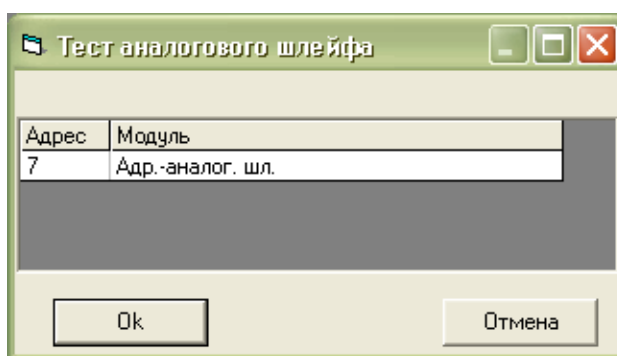 Тест аналогового шлейфа
Адрес Модуль
7 Адр.-аналог. шл.
Ok Отмена